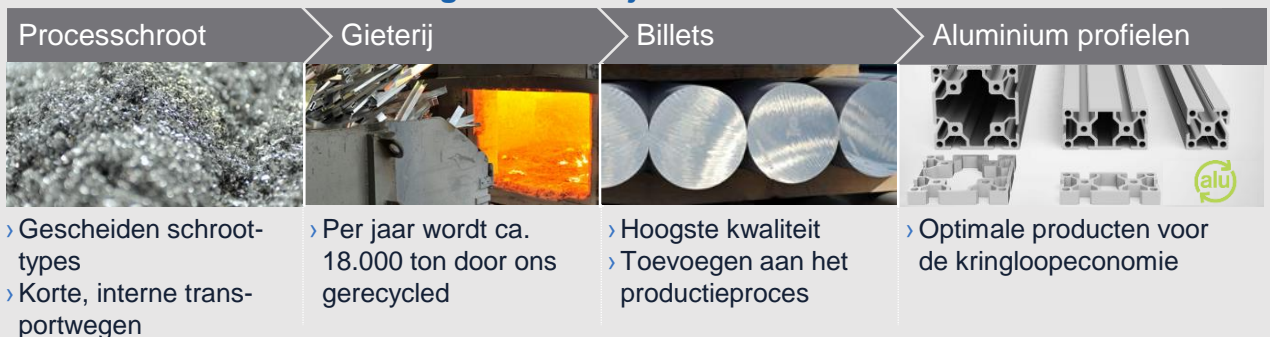 Processchroot
Gieterij
Billets
Aluminium profielen
alu
› Gescheiden schroot-
types
› Korte, interne trans-
portwegen
› Per jaar wordt ca.
18.000 ton door ons
gerecycled
› Hoogste kwaliteit
› Toevoegen aan het
productieproces
› Optimale producten voor
de kringloopeconomie